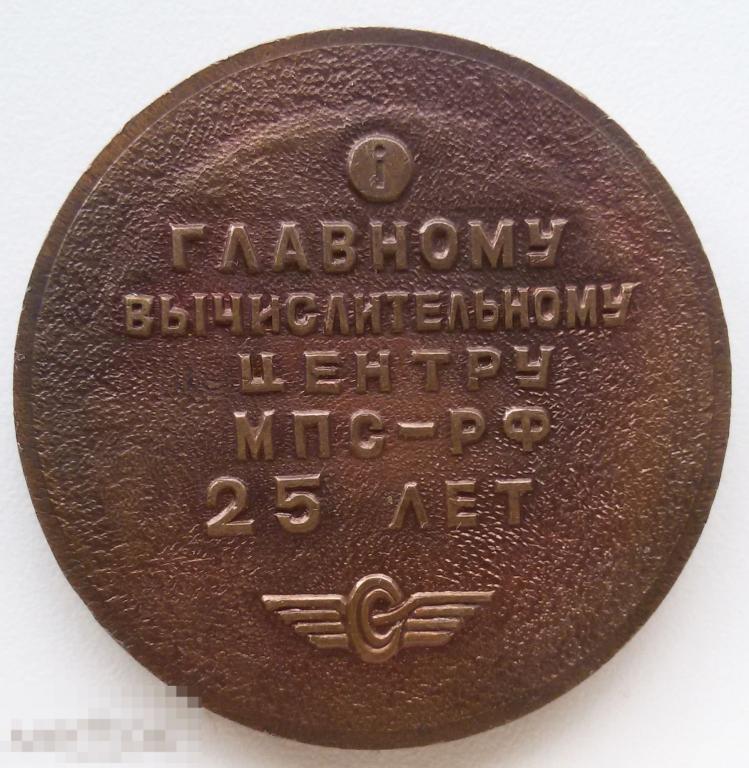 i
ГЛАВНОМУ
ВЫЧИСЛИТЕЛЬНОМУ
ЦЕНТРУ
МПС-РФ
25 ЛЕТ